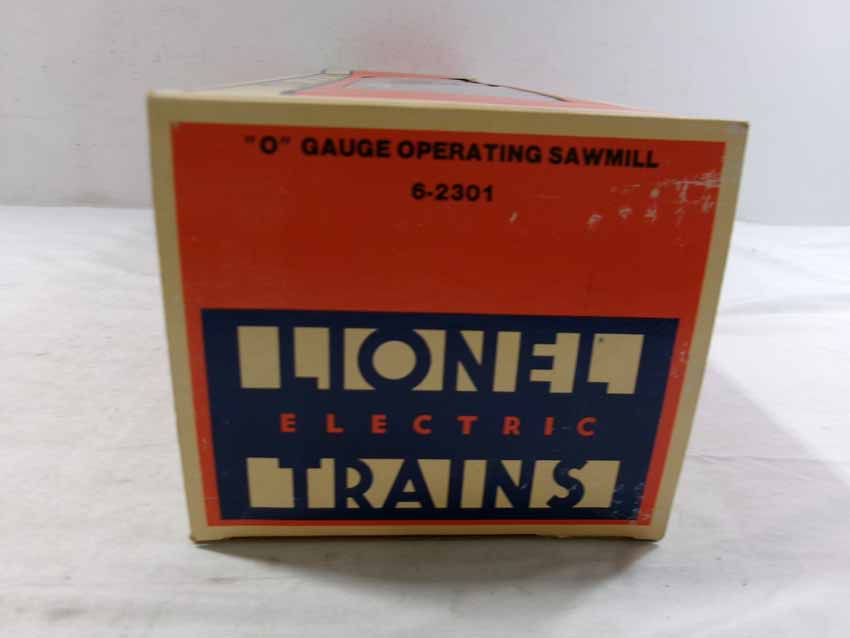 "O" GAUGE OPERATING SAWMILL
6-2301
LIONEL
ELECTRIC
TRAINS